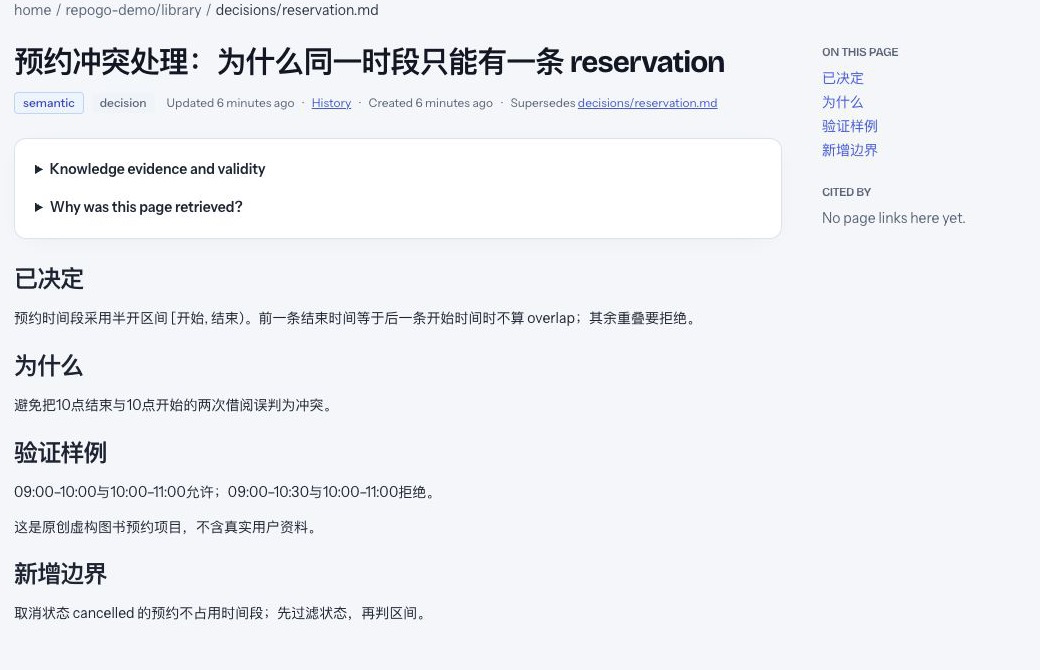 home / repogo-demo/library / decisions/reservation.md
预约冲突处理：为什么同一时段只能有一条 reservation
semantic decision Updated 6 minutes ago · History · Created 6 minutes ago · Supersedes decisions/reservation.md
▶ Knowledge evidence and validity
▶ Why was this page retrieved?
已决定
预约时间段采用半开区间 [开始, 结束)。前一条结束时间等于后一条开始时间时不算 overlap；其余重叠要拒绝。
为什么
避免把10点结束与10点开始的两次借阅误判为冲突。
验证样例
09:00–10:00与10:00–11:00允许；09:00–10:30与10:00–11:00拒绝。
这是原创虚构图书预约项目，不含真实用户资料。
新增边界
取消状态 cancelled 的预约不占用时间段；先过滤状态，再判区间。
ON THIS PAGE
已决定
为什么
验证样例
新增边界
CITED BY
No page links here yet.